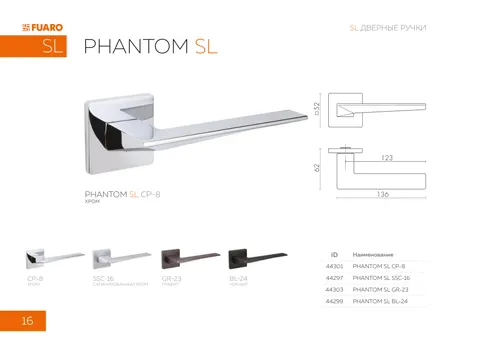 FUARO
SL
PHANTOM SL
SL ДВЕРНЫЕ РУЧКИ
52
62
123
136
PHANTOM SL CP-8
ХРОМ
CP-8
ХРОМ
SSC-16
САТИНИРОВАННЫЙ ХРОМ
GR-23
ГРАФИТ
BL-24
ЧЕРНЫЙ
ID Наименование
44301 PHANTOM SL CP-8
44297 PHANTOM SL SSC-16
44303 PHANTOM SL GR-23
44299 PHANTOM SL BL-24
16